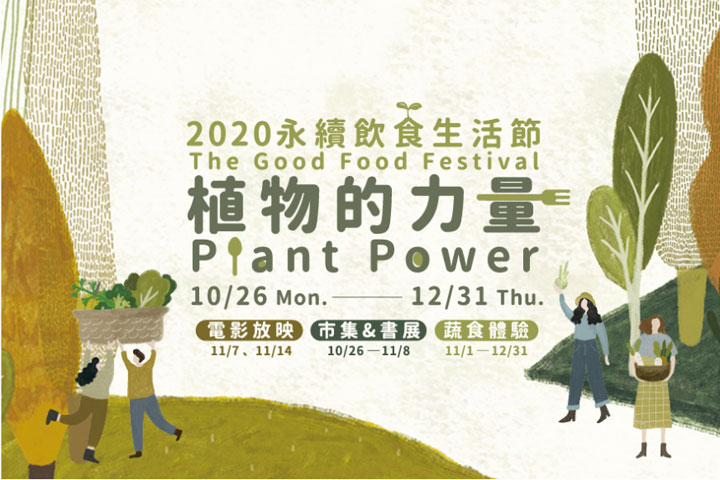 2020永續飲食生活節
The Good Food Festival
植物的力量
Plant Power
10/26 Mon.——12/31 Thu.
電影放映 市集&書展 蔬食體驗
11/7、11/14 10/26—11/8 11/1—12/31